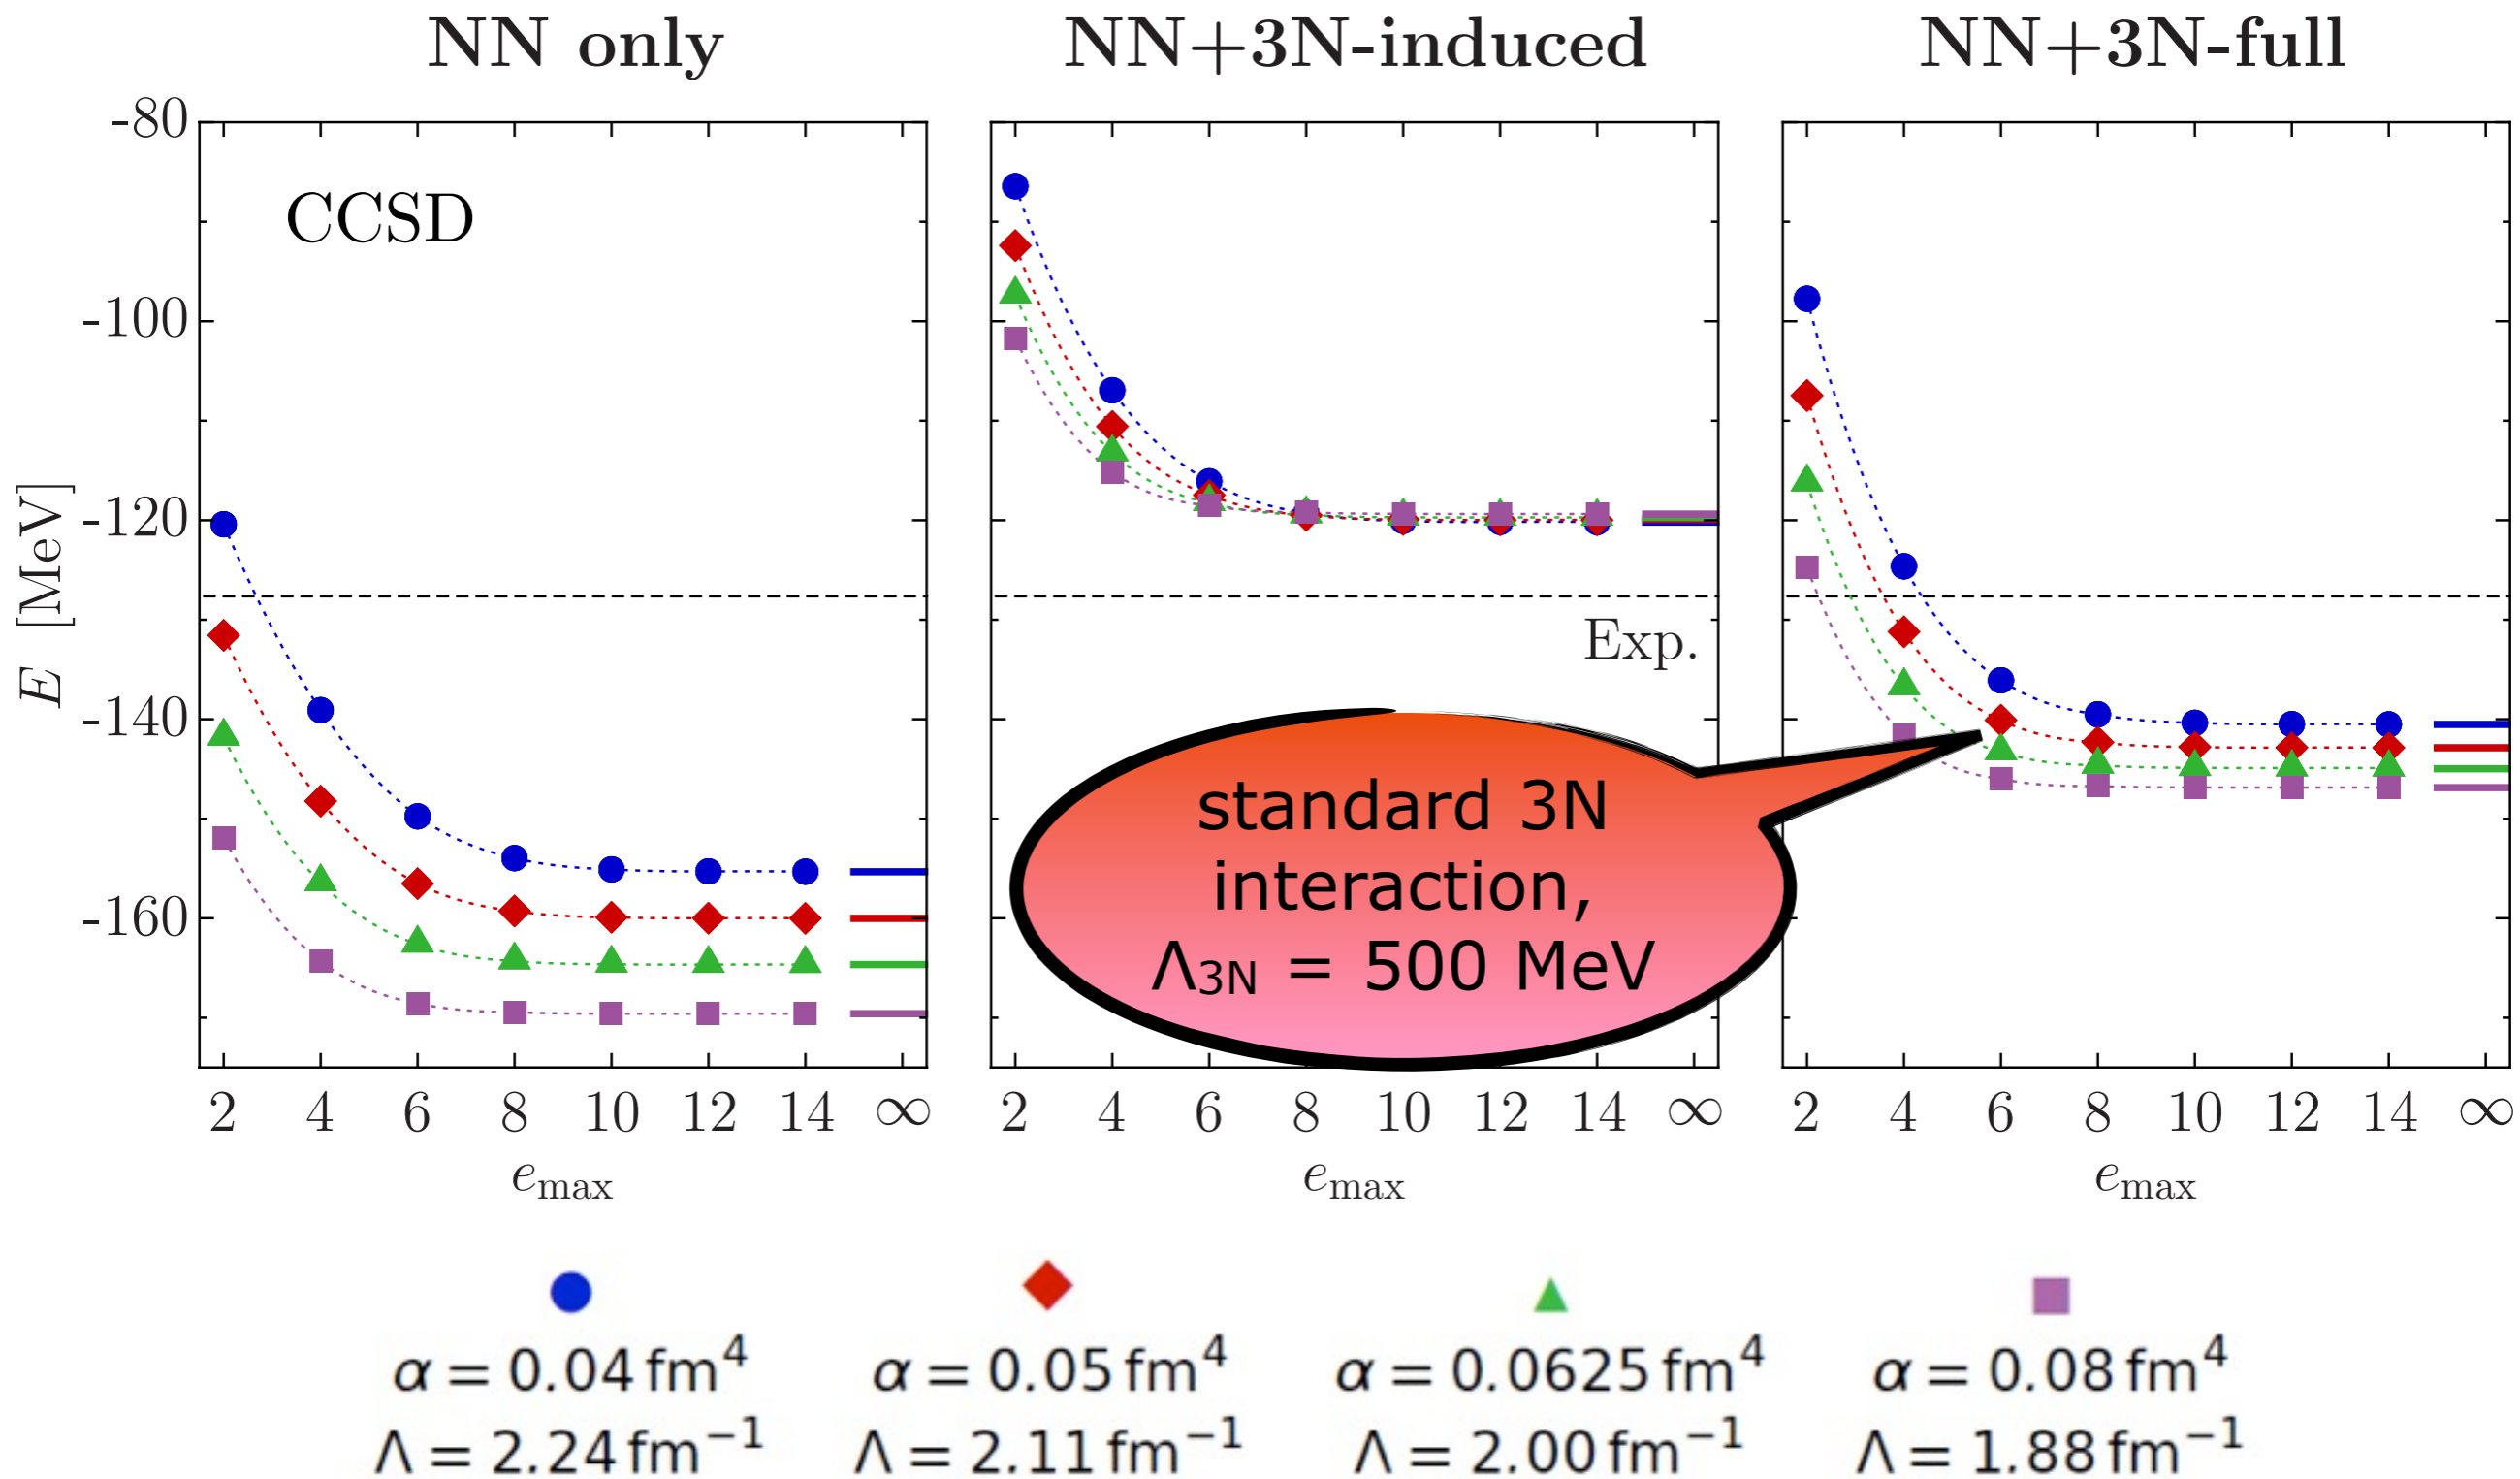 NN only NN+3N-induced NN+3N-full
-80
CCSD
-100
-120
E [MeV]
Exp.
-140
standard 3N
interaction,
Λ3N = 500 MeV
-160
2 4 6 8 10 12 14 ∞ 2 4 6 8 10 12 14 ∞ 2 4 6 8 10 12 14 ∞
emax emax emax
α = 0.04 fm⁴ α = 0.05 fm⁴ α = 0.0625 fm⁴ α = 0.08 fm⁴
Λ = 2.24 fm⁻¹ Λ = 2.11 fm⁻¹ Λ = 2.00 fm⁻¹ Λ = 1.88 fm⁻¹